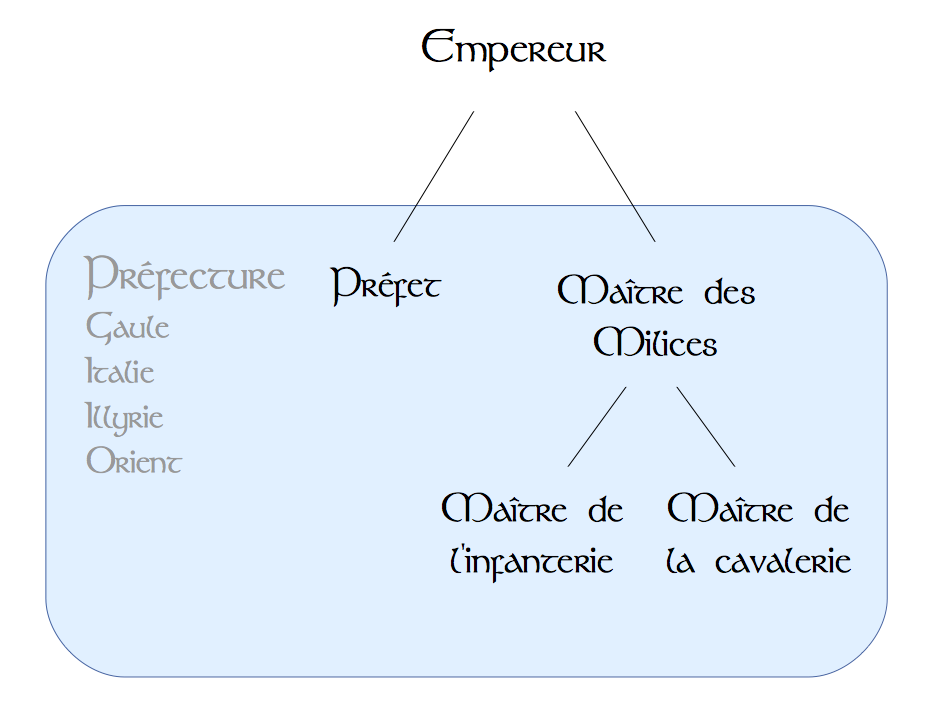 Empereur
Préfecture
Gaule
Italie
Illyrie
Orient
Préfet
Maître des
Milices
Maître de
l'infanterie
Maître de
la cavalerie